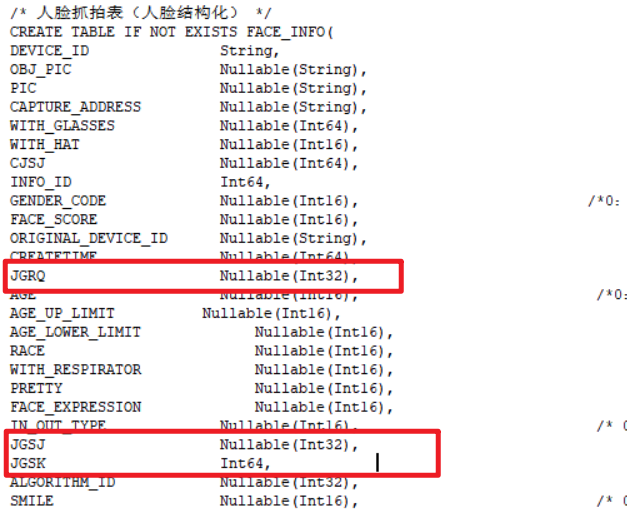 /* 人脸抓拍表（人脸结构化） */
CREATE TABLE IF NOT EXISTS FACE_INFO(
DEVICE_ID String,
OBJ_PIC Nullable(String),
PIC Nullable(String),
CAPTURE_ADDRESS Nullable(String),
WITH_GLASSES Nullable(Int64),
WITH_HAT Nullable(Int16),
CJSJ Nullable(Int64),
INFO_ID Int64,
GENDER_CODE Nullable(Int16), /*0:
FACE_SCORE Nullable(Int16),
ORIGINAL_DEVICE_ID Nullable(String),
CREATETIME Nullable(Int64),
JGRQ Nullable(Int32),
AGE Nullable(Int16), /*0:
AGE_UP_LIMIT Nullable(Int16),
AGE_LOWER_LIMIT Nullable(Int16),
RACE Nullable(Int16),
WITH_RESPIRATOR Nullable(Int16),
PRETTY Nullable(Int16),
FACE_EXPRESSION Nullable(Int16),
IN_OUT_TYPE Nullable(Int16), /* 0
JGSJ Nullable(Int32),
JGSK Int64,
ALGORITHM_ID Nullable(Int32),
SMILE Nullable(Int16), /* 0